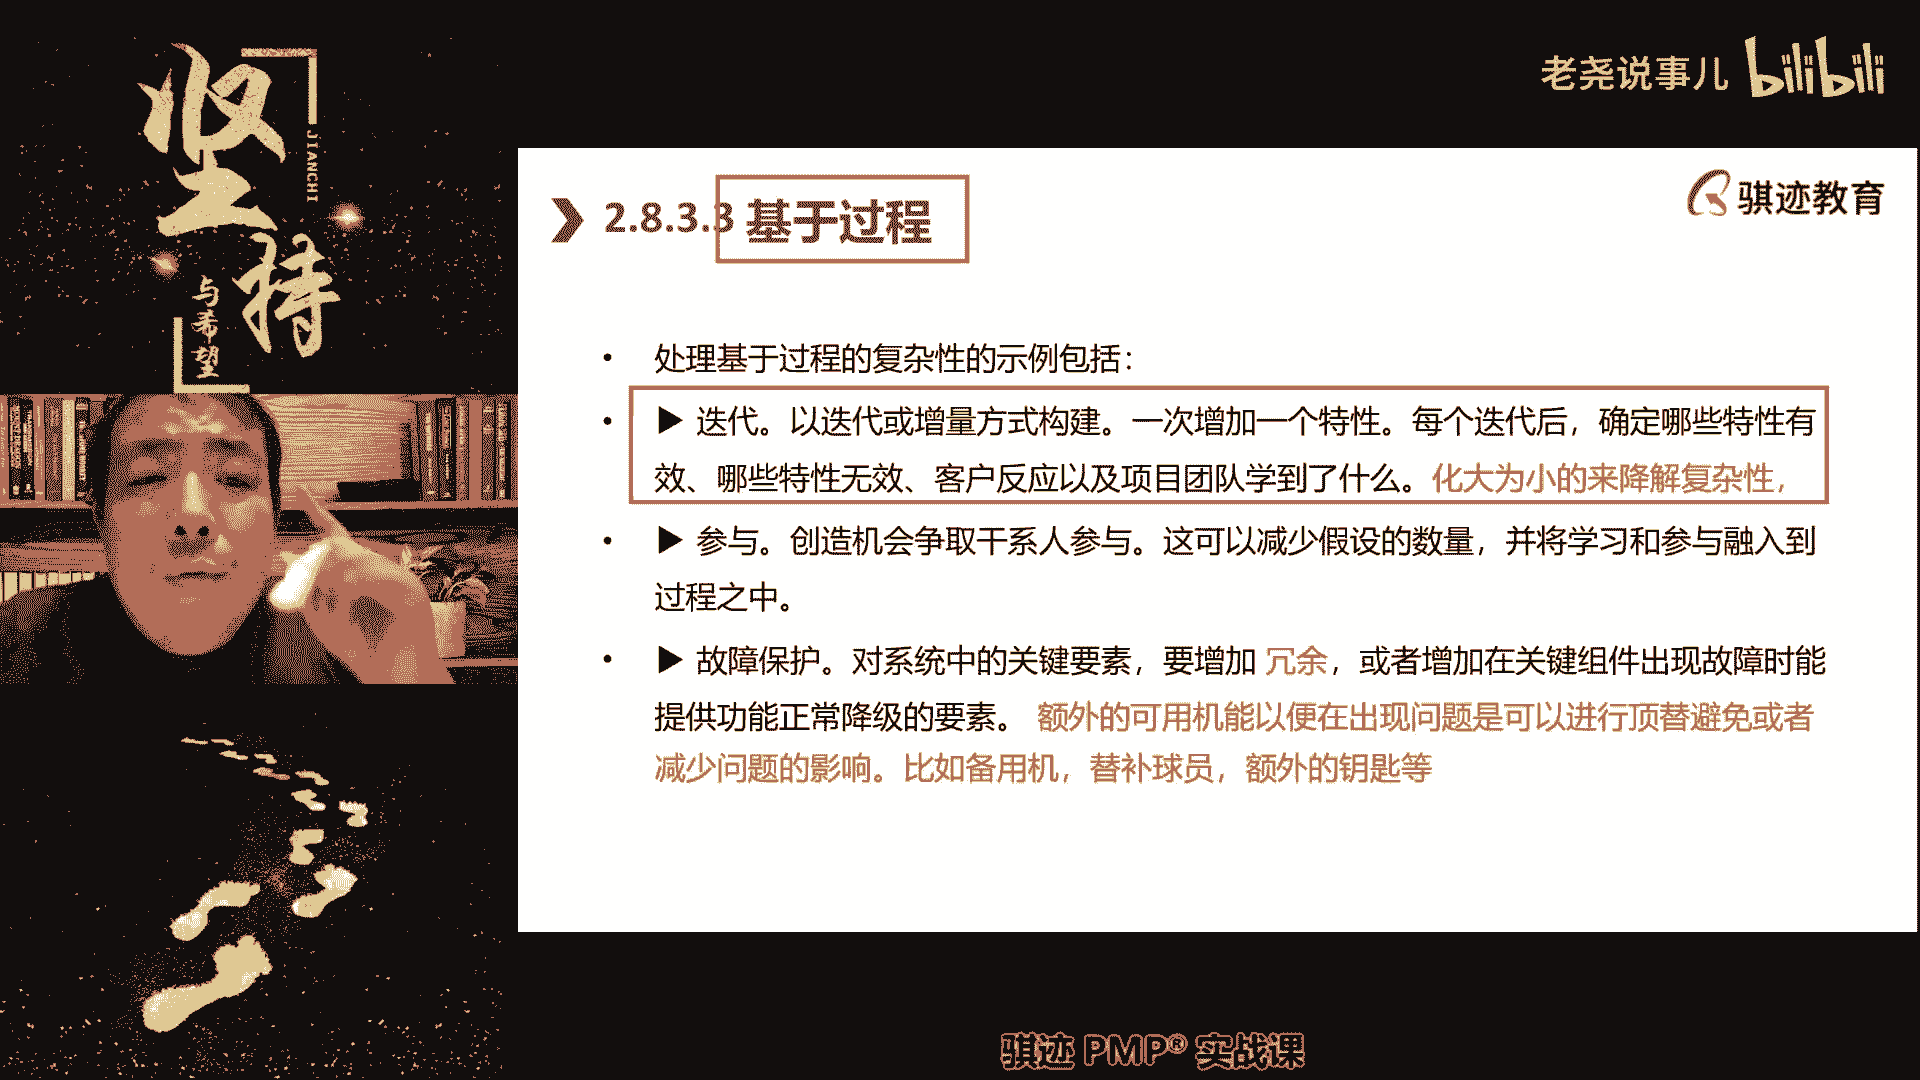 坚持
JIANCHI
与希望
老尧说事儿 bilibili
骐迹教育
2.8.3.3 基于过程
• 处理基于过程的复杂性的示例包括：
• ▶ 迭代。以迭代或增量方式构建。一次增加一个特性。每个迭代后，确定哪些特性有
效、哪些特性无效、客户反应以及项目团队学到了什么。化大为小的来降解复杂性，
• ▶ 参与。创造机会争取干系人参与。这可以减少假设的数量，并将学习和参与融入到
过程之中。
• ▶ 故障保护。对系统中的关键要素，要增加 冗余，或者增加在关键组件出现故障时能
提供功能正常降级的要素。 额外的可用机能以便在出现问题是可以进行顶替避免或者
减少问题的影响。比如备用机，替补球员，额外的钥匙等
骐迹 PMP® 实战课